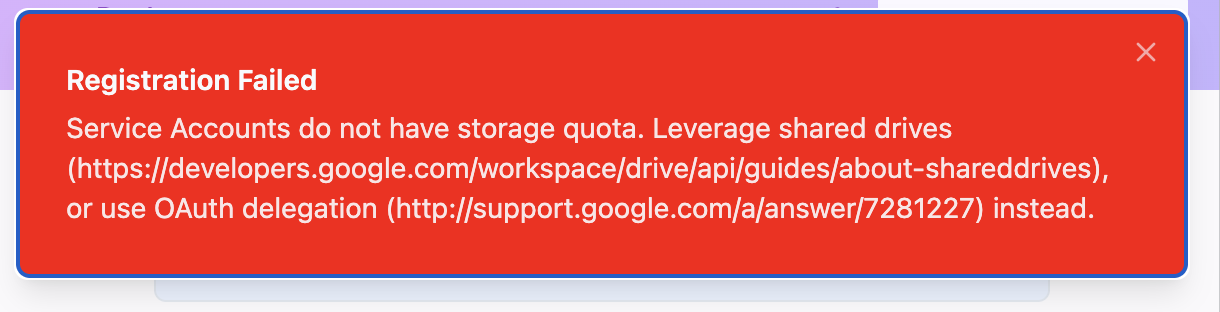 Registration Failed
Service Accounts do not have storage quota. Leverage shared drives
(https://developers.google.com/workspace/drive/api/guides/about-shareddrives),
or use OAuth delegation (http://support.google.com/a/answer/7281227) instead.